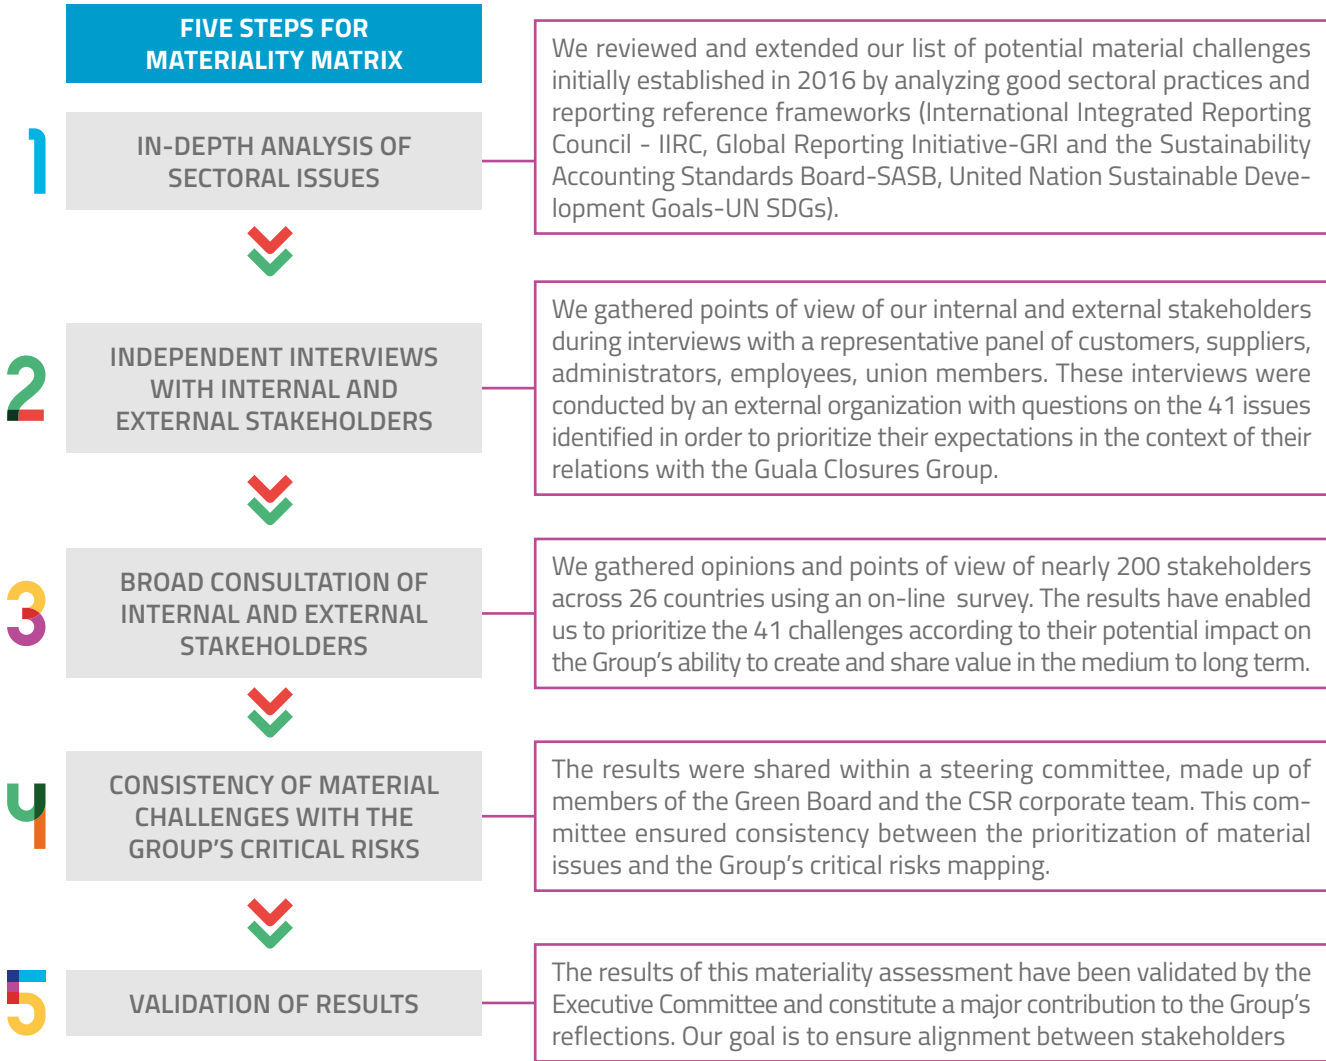 FIVE STEPS FOR
MATERIALITY MATRIX
1
IN-DEPTH ANALYSIS OF
SECTORAL ISSUES
We reviewed and extended our list of potential material challenges
initially established in 2016 by analyzing good sectoral practices and
reporting reference frameworks (International Integrated Reporting
Council - IIRC, Global Reporting Initiative-GRI and the Sustainability
Accounting Standards Board-SASB, United Nation Sustainable Deve-
lopment Goals-UN SDGs).
2
INDEPENDENT INTERVIEWS
WITH INTERNAL AND
EXTERNAL STAKEHOLDERS
We gathered points of view of our internal and external stakeholders
during interviews with a representative panel of customers, suppliers,
administrators, employees, union members. These interviews were
conducted by an external organization with questions on the 41 issues
identified in order to prioritize their expectations in the context of their
relations with the Guala Closures Group.
3
BROAD CONSULTATION OF
INTERNAL AND EXTERNAL
STAKEHOLDERS
We gathered opinions and points of view of nearly 200 stakeholders
across 26 countries using an on-line survey. The results have enabled
us to prioritize the 41 challenges according to their potential impact on
the Group's ability to create and share value in the medium to long term.
4
CONSISTENCY OF MATERIAL
CHALLENGES WITH THE
GROUP'S CRITICAL RISKS
The results were shared within a steering committee, made up of
members of the Green Board and the CSR corporate team. This com-
mittee ensured consistency between the prioritization of material
issues and the Group's critical risks mapping.
5
VALIDATION OF RESULTS
The results of this materiality assessment have been validated by the
Executive Committee and constitute a major contribution to the Group's
reflections. Our goal is to ensure alignment between stakeholders